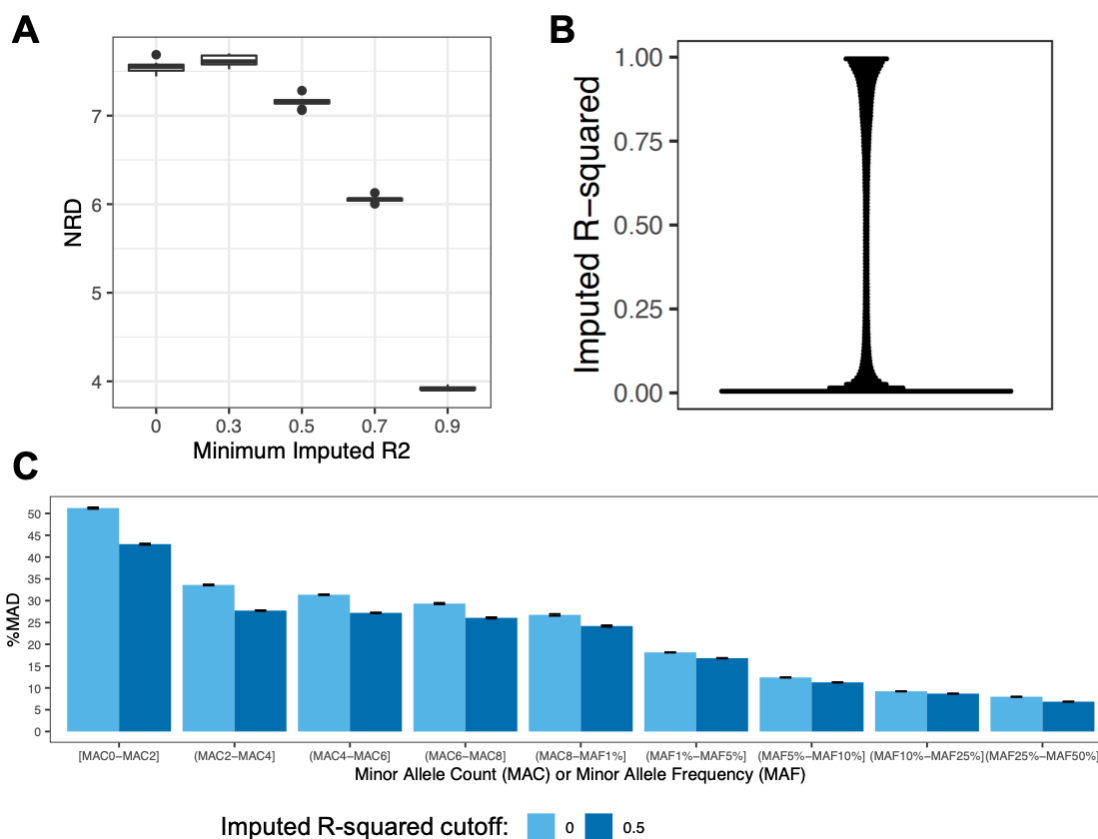 A
NRD
7
6
5
4
0 0.3 0.5 0.7 0.9
Minimum Imputed R2
B
Imputed R−squared
1.00
0.75
0.50
0.25
0.00
C
%MAD
50
45
40
35
30
25
20
15
10
5
0
[MAC0−MAC2] (MAC2−MAC4] (MAC4−MAC6] (MAC6−MAC8] (MAC8−MAF1%] (MAF1%−MAF5%] (MAF5%−MAF10%] (MAF10%−MAF25%] (MAF25%−MAF50%]
Minor Allele Count (MAC) or Minor Allele Frequency (MAF)
Imputed R−squared cutoff: 0 0.5